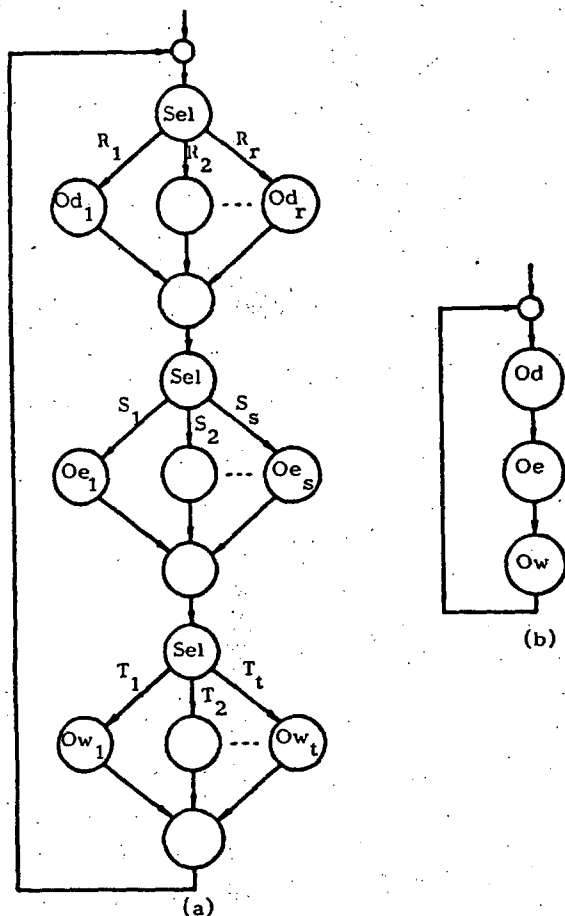 Sel
R1 R2 Rr
Od1 ---- Odr
Sel
S1 S2 Ss
Oe1 ---- Oes
Sel
T1 T2 Tt
Ow1 ---- Owt
(a)
Od
Oe
Ow
(b)